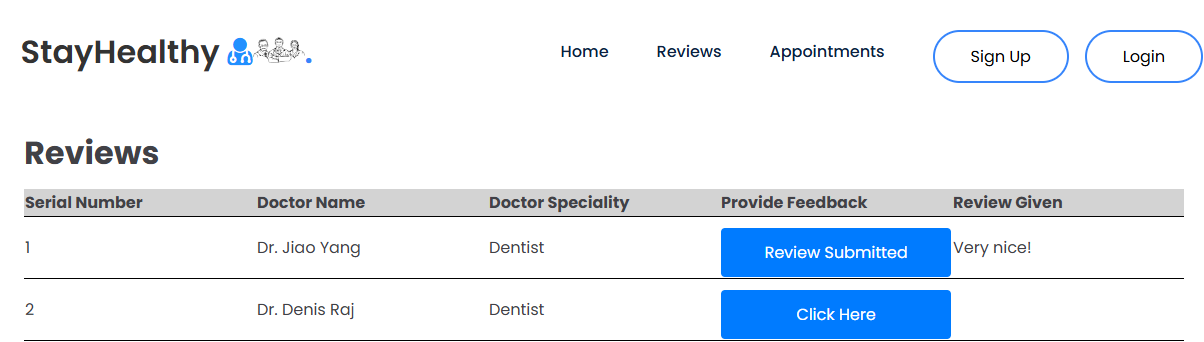 StayHealthy . Home Reviews Appointments Sign Up Login
Reviews
Serial Number Doctor Name Doctor Speciality Provide Feedback Review Given
1 Dr. Jiao Yang Dentist Review Submitted Very nice!
2 Dr. Denis Raj Dentist Click Here